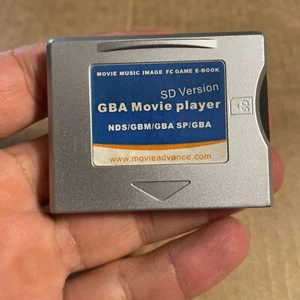 MOVIE MUSIC IMAGE FC GAME E-BOOK
SD Version
GBA Movie player
NDS/GBM/GBA SP/GBA
www.movieadvance.com